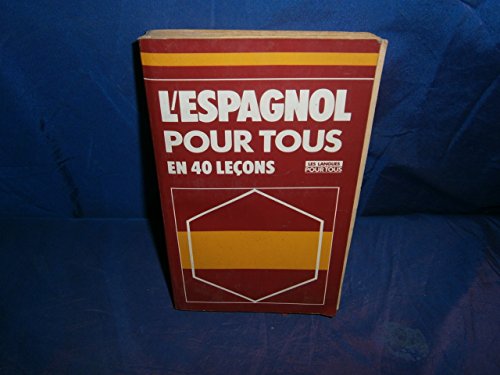 L'ESPAGNOL
POUR TOUS
EN 40 LEÇONS
LES LANGUES
POUR TOUS